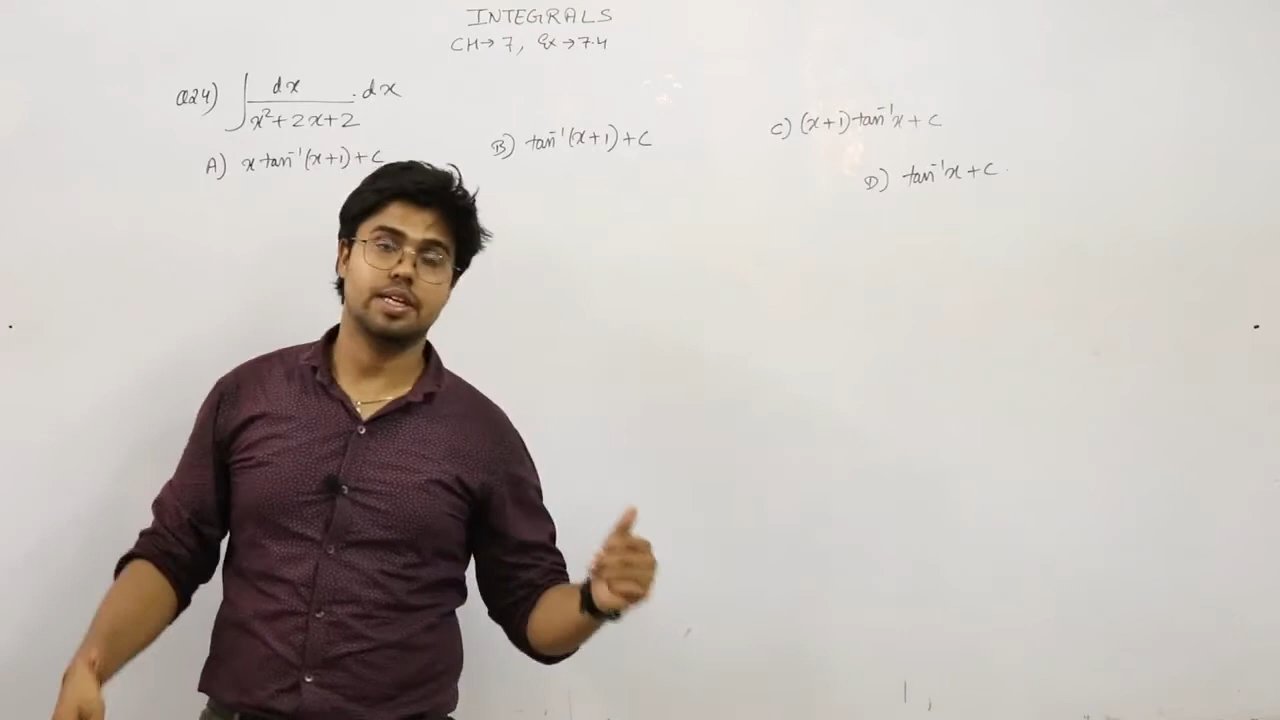 INTEGRALS
CH→7, Ex→7.4
Q24) ∫ dx / x²+2x+2 . dx
A) x tan⁻¹(x+1)+C
B) tan⁻¹(x+1)+C
C) (x+1) tan⁻¹x+C
D) tan⁻¹x+C.